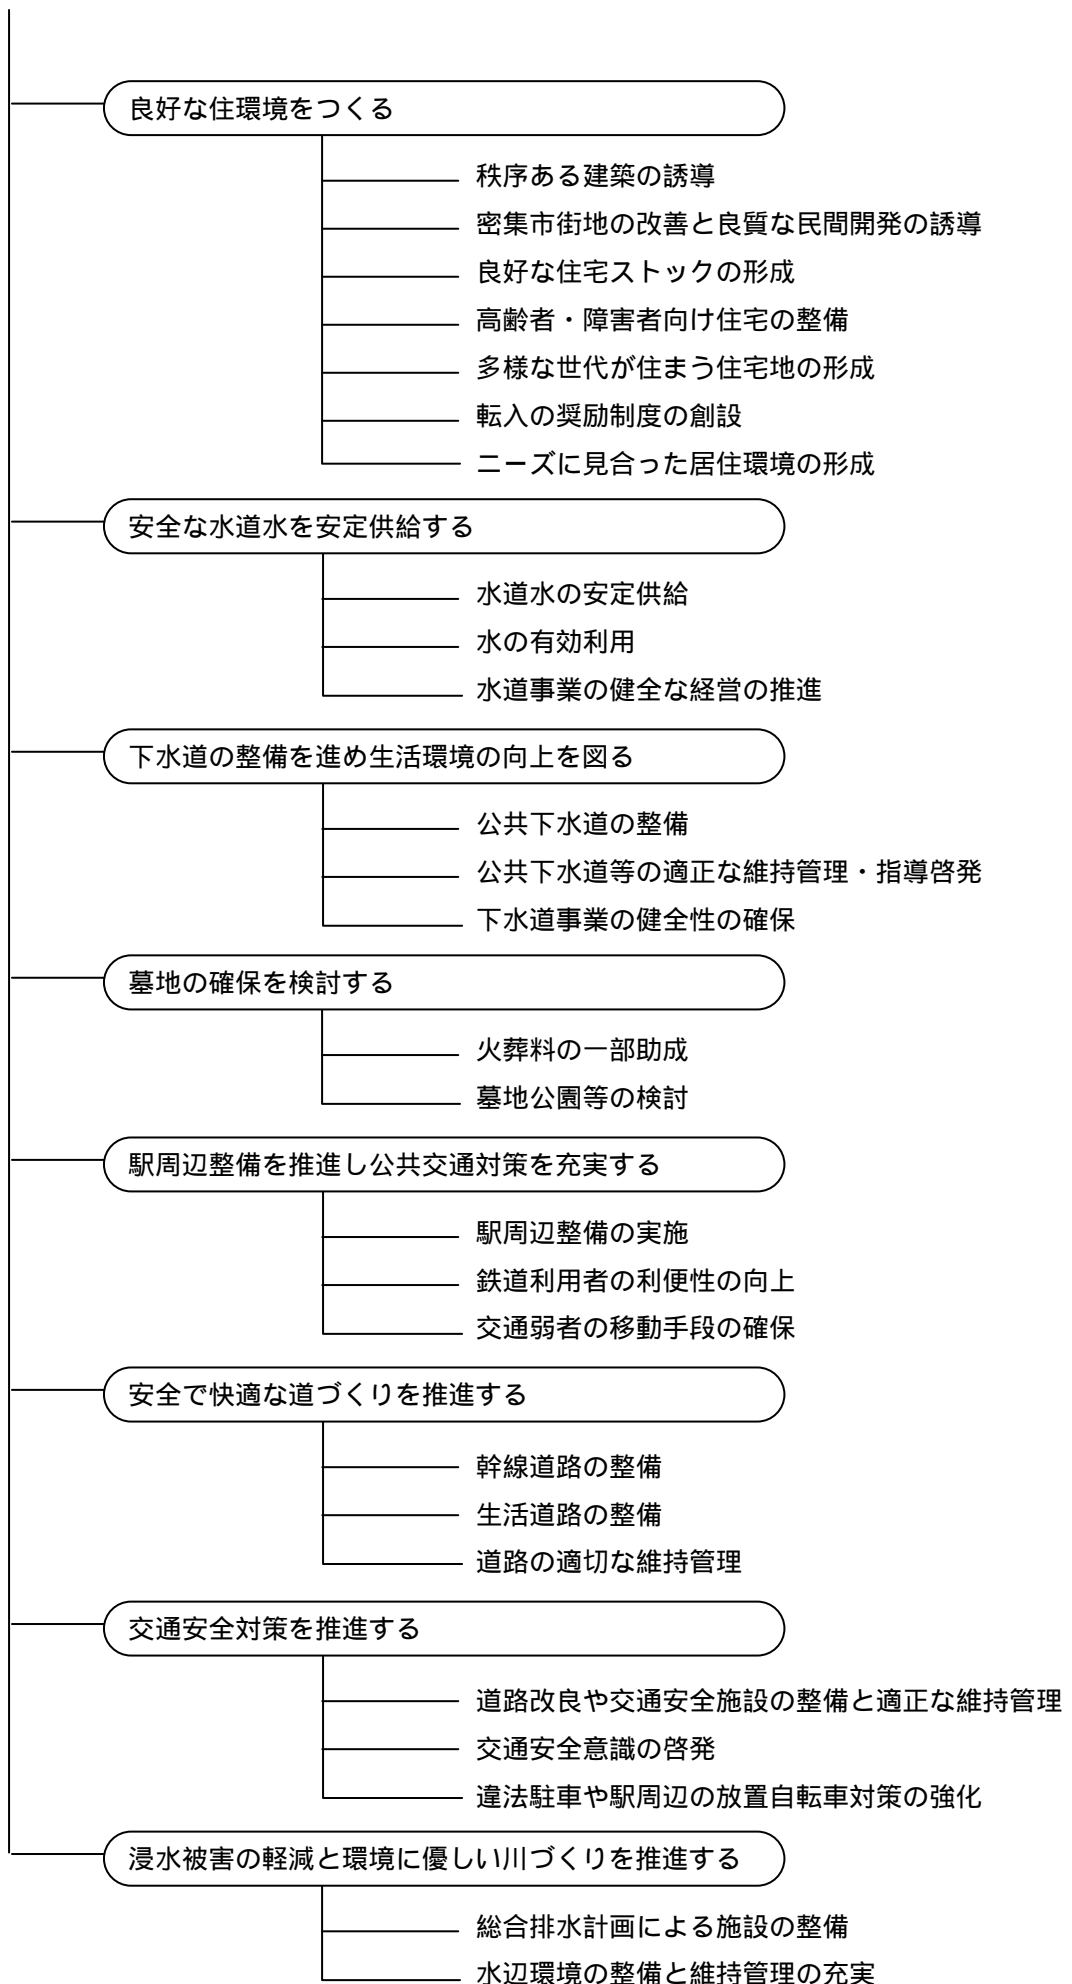 良好な住環境をつくる
秩序ある建築の誘導
密集市街地の改善と良質な民間開発の誘導
良好な住宅ストックの形成
高齢者・障害者向け住宅の整備
多様な世代が住まう住宅地の形成
転入の奨励制度の創設
ニーズに見合った居住環境の形成
安全な水道水を安定供給する
水道水の安定供給
水の有効利用
水道事業の健全な経営の推進
下水道の整備を進め生活環境の向上を図る
公共下水道の整備
公共下水道等の適正な維持管理・指導啓発
下水道事業の健全性の確保
墓地の確保を検討する
火葬料の一部助成
墓地公園等の検討
駅周辺整備を推進し公共交通対策を充実する
駅周辺整備の実施
鉄道利用者の利便性の向上
交通弱者の移動手段の確保
安全で快適な道づくりを推進する
幹線道路の整備
生活道路の整備
道路の適切な維持管理
交通安全対策を推進する
道路改良や交通安全施設の整備と適正な維持管理
交通安全意識の啓発
違法駐車や駅周辺の放置自転車対策の強化
浸水被害の軽減と環境に優しい川づくりを推進する
総合排水計画による施設の整備
水辺環境の整備と維持管理の充実